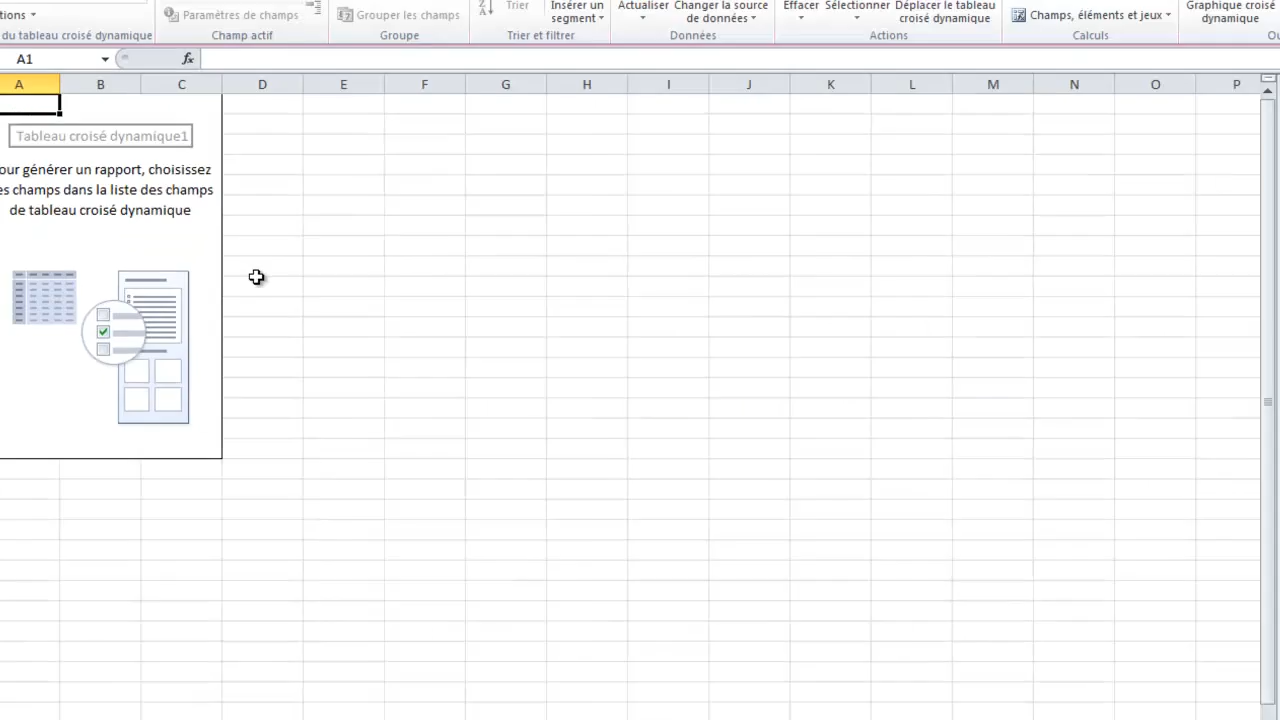 tions
Paramètres de champs
Grouper les champs
Trier
Insérer un
segment
Actualiser
Changer la source
de données
Effacer
Sélectionner
Déplacer le tableau
croisé dynamique
Champs, éléments et jeux
Graphique croisé
dynamique
du tableau croisé dynamique
Champ actif
Groupe
Trier et filtrer
Données
Actions
Calculs
Ou
A1
fx
A B C D E F G H I J K L M N O P
Tableau croisé dynamique1
our générer un rapport, choisissez
es champs dans la liste des champs
de tableau croisé dynamique